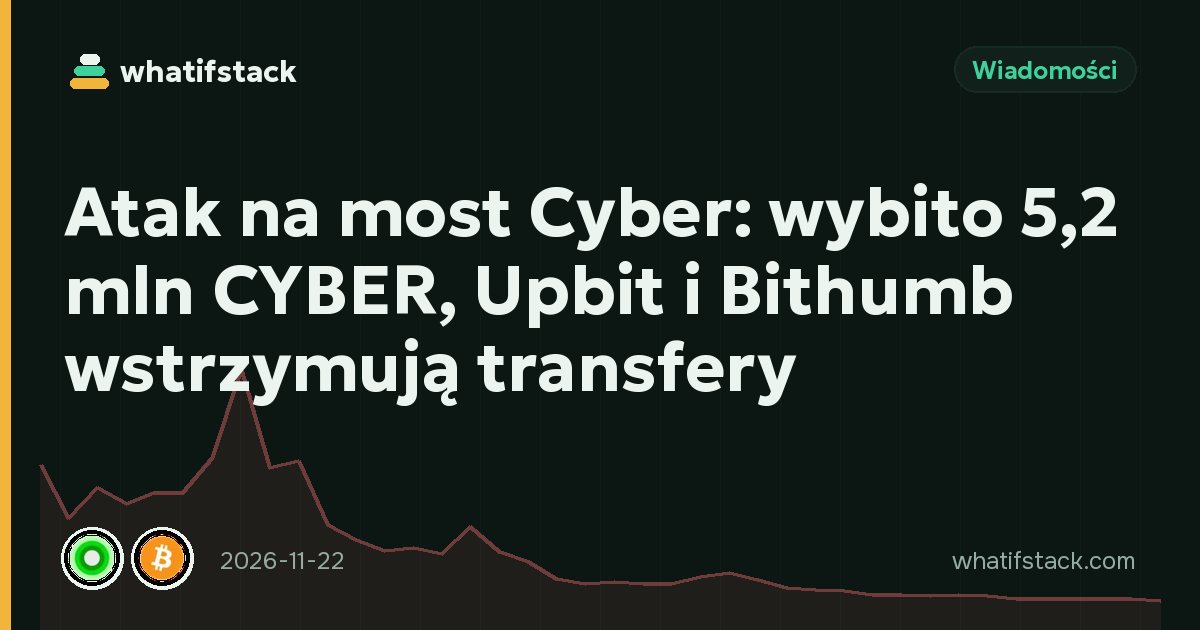 whatifstack
Wiadomości
Atak na most Cyber: wybito 5,2
mln CYBER, Upbit i Bithumb
wstrzymują transfery
2026-11-22
whatifstack.com